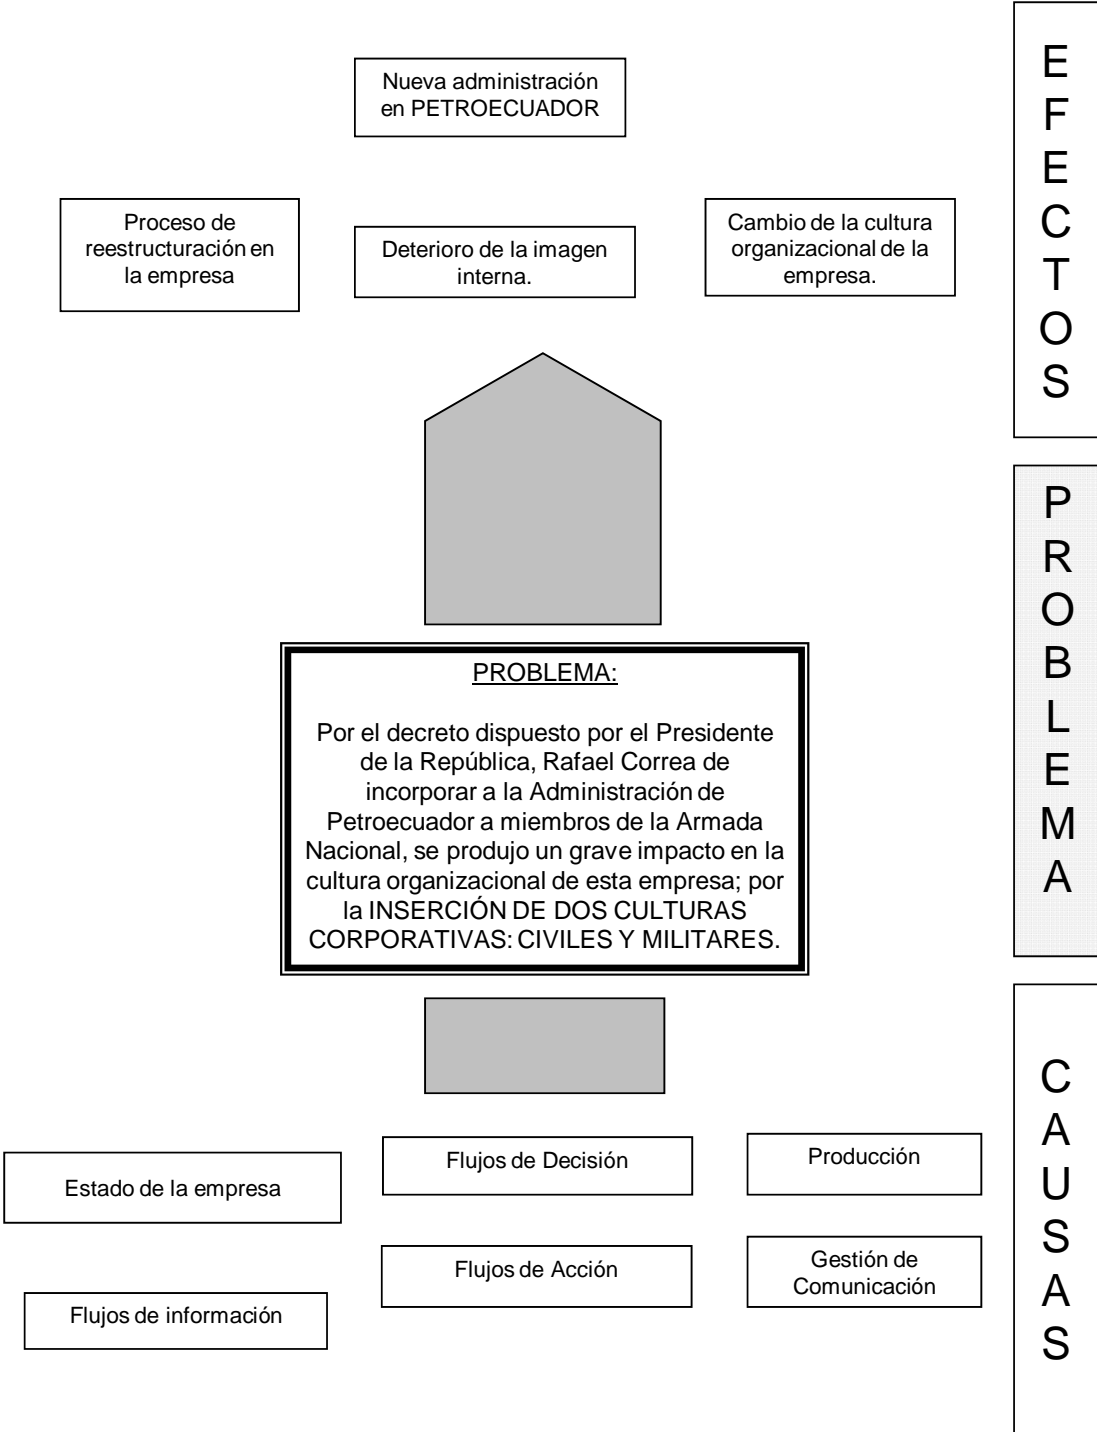 Nueva administración
en PETROECUADOR
Proceso de
reestructuración en
la empresa
Deterioro de la imagen
interna.
Cambio de la cultura
organizacional de la
empresa.
E
F
E
C
T
O
S
PROBLEMA:
Por el decreto dispuesto por el Presidente
de la República, Rafael Correa de
incorporar a la Administración de
Petroecuador a miembros de la Armada
Nacional, se produjo un grave impacto en la
cultura organizacional de esta empresa; por
la INSERCIÓN DE DOS CULTURAS
CORPORATIVAS: CIVILES Y MILITARES.
P
R
O
B
L
E
M
A
Estado de la empresa
Flujos de Decisión
Producción
Flujos de información
Flujos de Acción
Gestión de
Comunicación
C
A
U
S
A
S